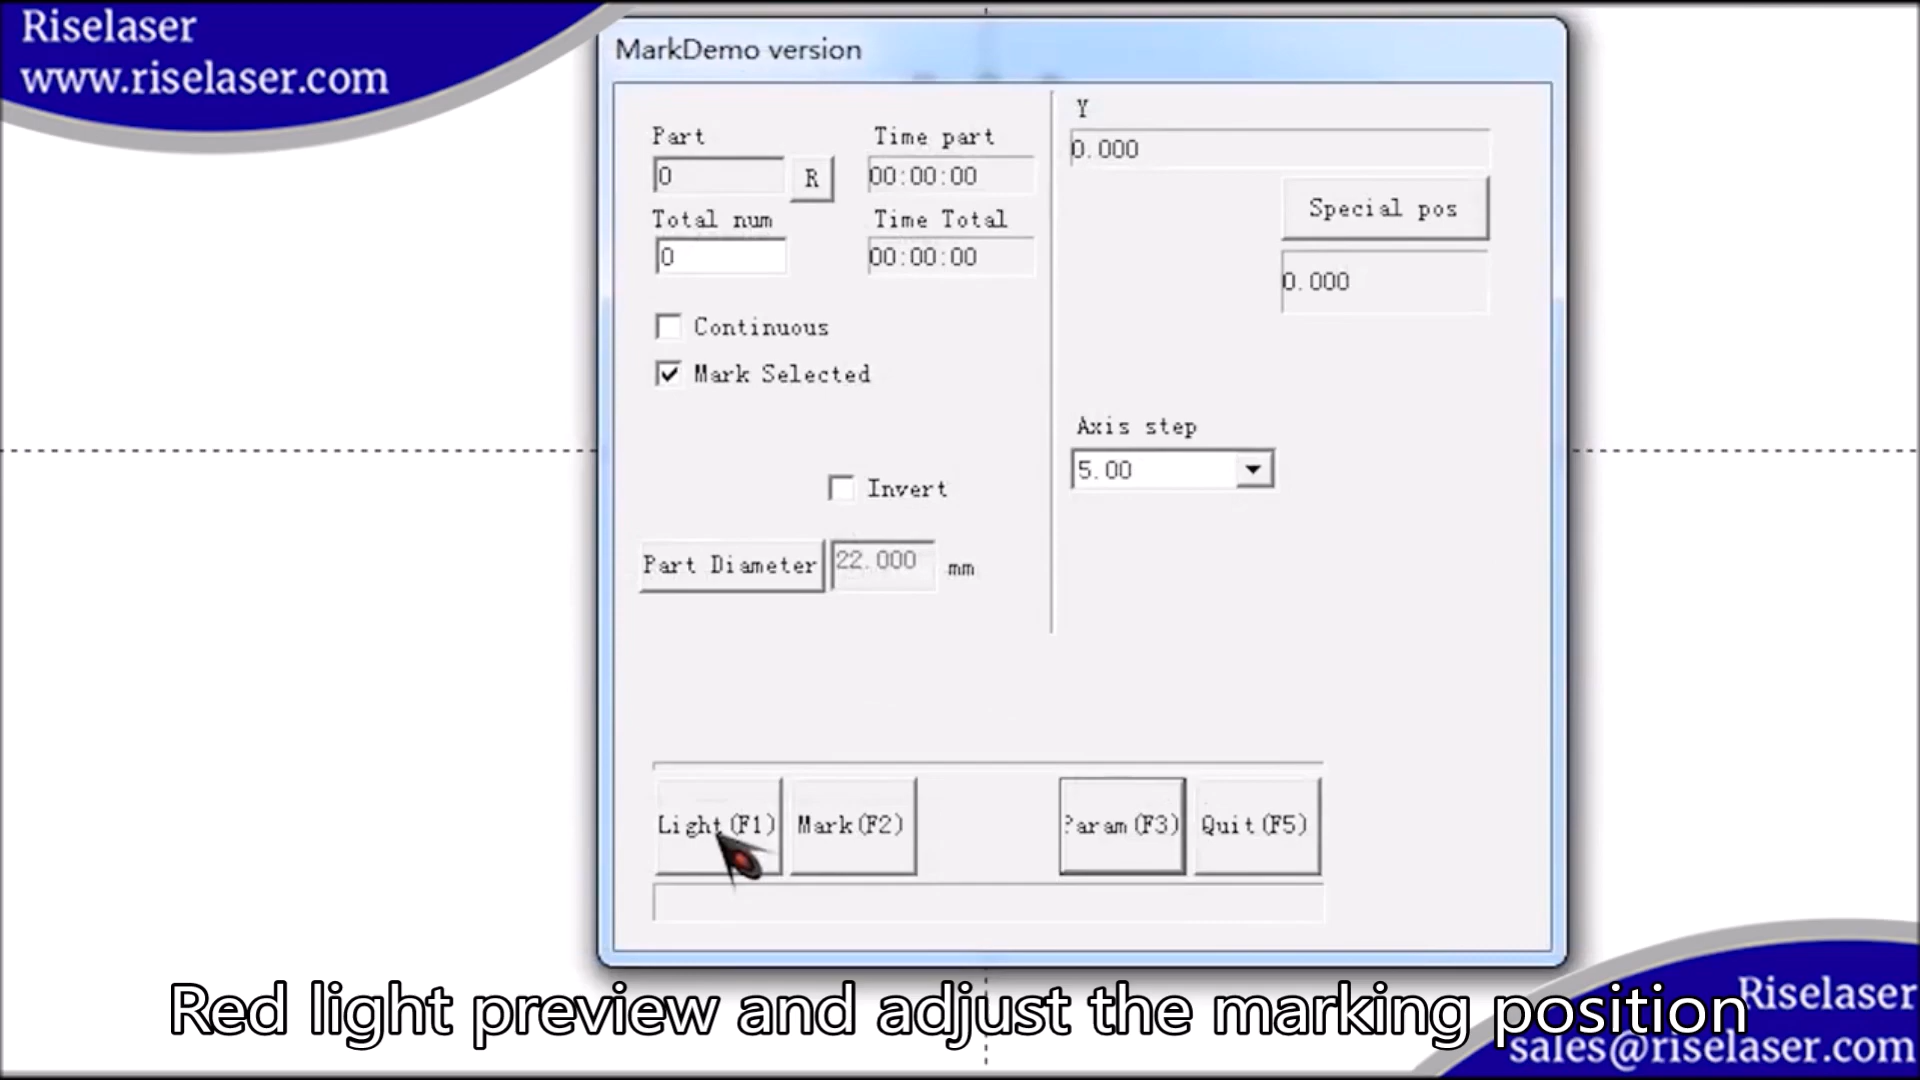 Riselaser
www.riselaser.com
MarkDemo version
Part
0
R
Time part
00:00:00
Total num
0
Time Total
00:00:00
Continuous
Mark Selected
Invert
Part Diameter
22.000
mm
Y
0.000
Special pos
0.000
Axis step
5.00
Light(F1)
Mark(F2)
Param(F3)
Quit(F5)
Red light preview and adjust the marking position
Riselaser
sales@riselaser.com